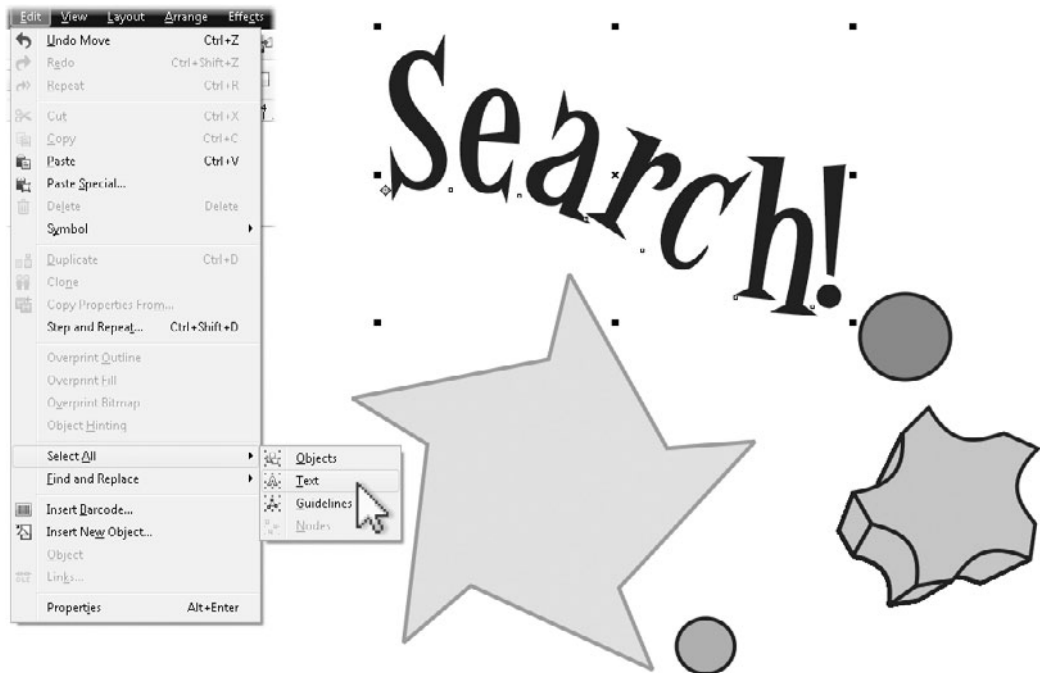 Edit View Layout Arrange Effects
Undo Move Ctrl+Z
Redo Ctrl+Shift+Z
Repeat Ctrl+R
Cut Ctrl+X
Copy Ctrl+C
Paste Ctrl+V
Paste Special...
Delete Delete
Symbol
Duplicate Ctrl+D
Clone
Copy Properties From...
Step and Repeat... Ctrl+Shift+D
Overprint Outline
Overprint Fill
Overprint Bitmap
Object Hinting
Select All
Find and Replace
Insert Barcode...
Insert New Object...
Object
Links...
Properties Alt+Enter
Objects
Text
Guidelines
Nodes
Search!